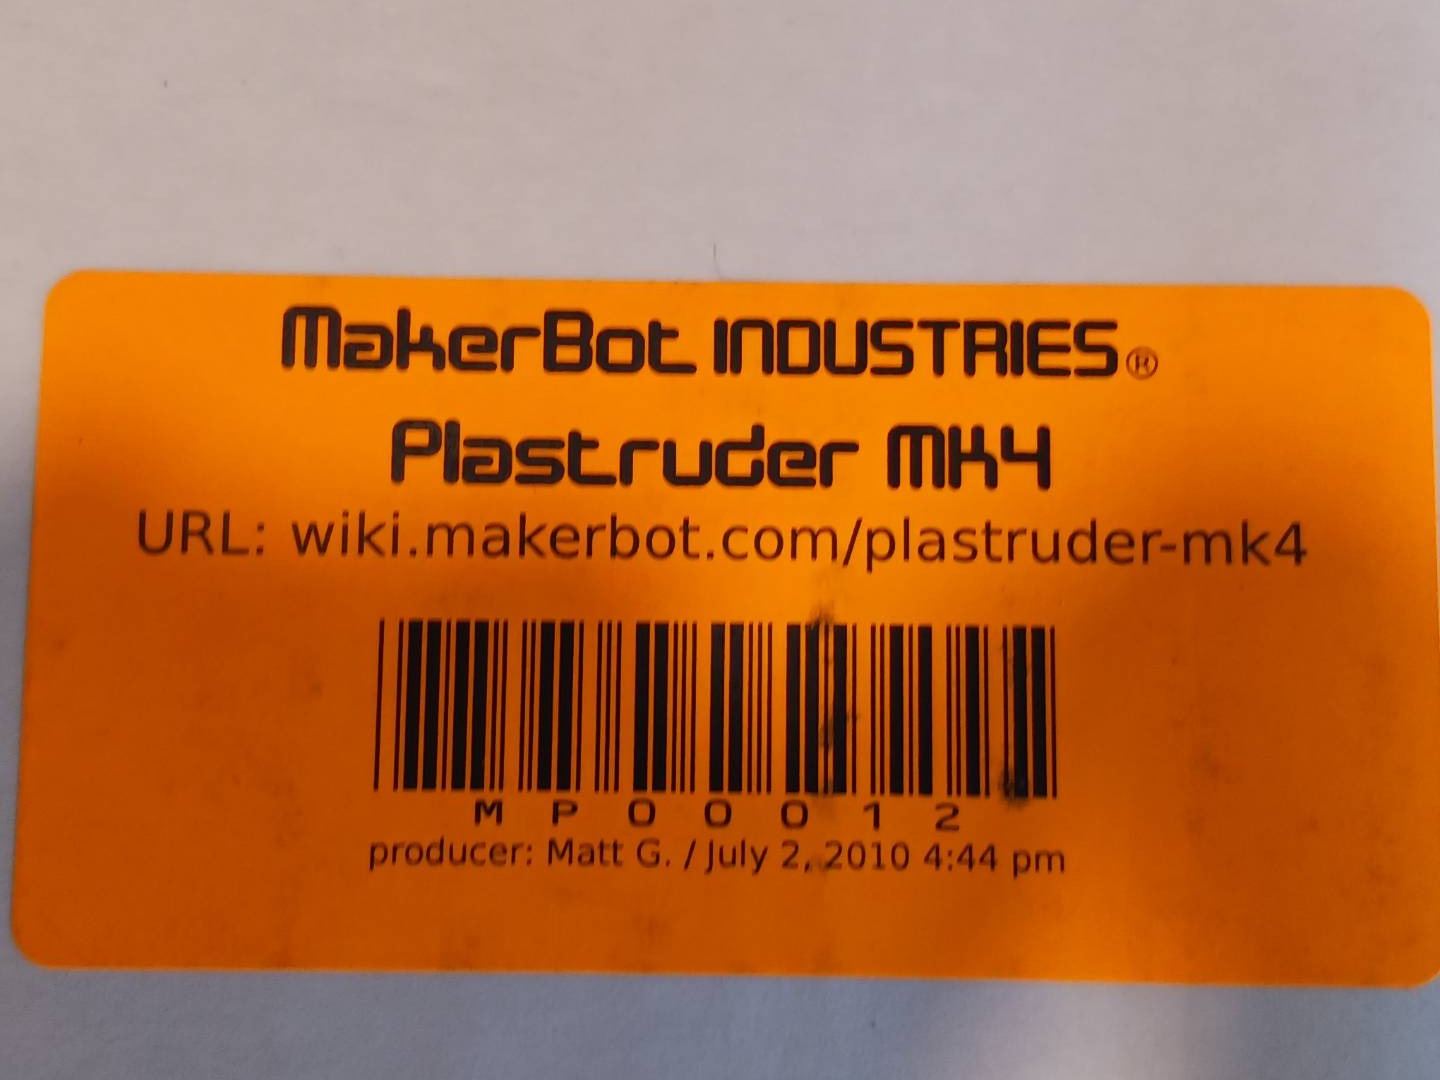 MakerBot INDUSTRIES®
Plastruder MK4
URL: wiki.makerbot.com/plastruder-mk4
MP00012
producer: Matt G. / July 2, 2010 4:44 pm